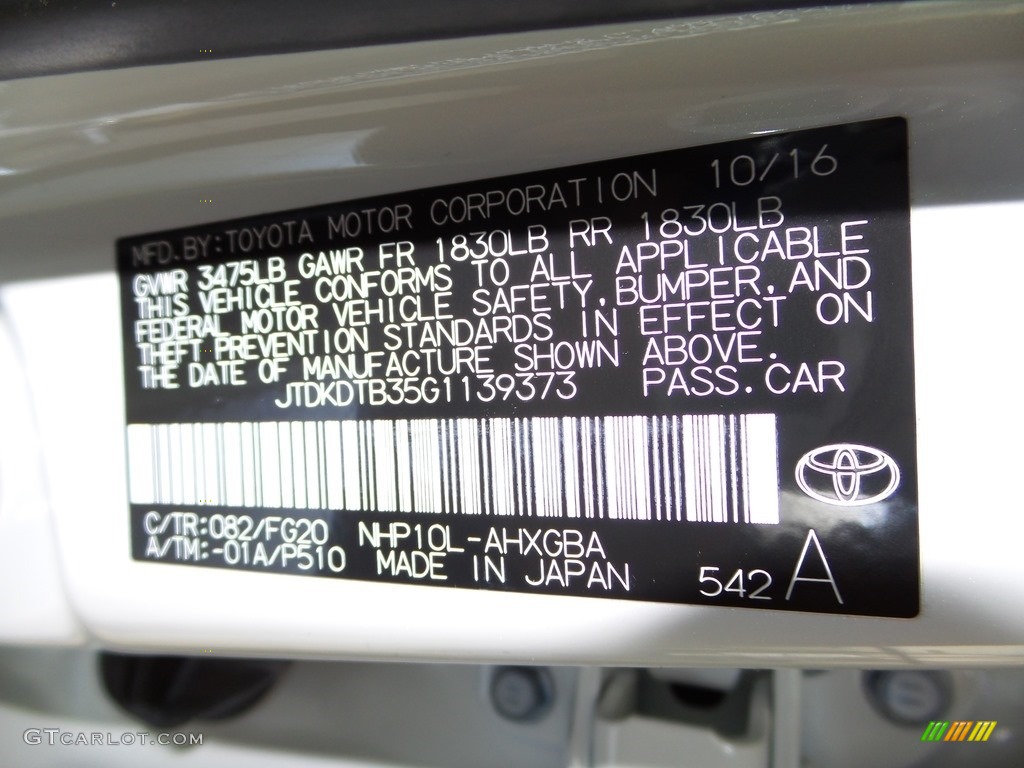 MFD.BY:TOYOTA MOTOR CORPORATION 10/16
GVWR 3475LB GAWR FR 1830LB RR 1830LB
THIS VEHICLE CONFORMS TO ALL APPLICABLE
FEDERAL MOTOR VEHICLE SAFETY,BUMPER,AND
THEFT PREVENTION STANDARDS IN EFFECT ON
THE DATE OF MANUFACTURE SHOWN ABOVE.
JTDKDTB35G1139373 PASS.CAR
C/TR:082/FG20 NHP10L-AHXGBA
A/TM:-01A/P510 MADE IN JAPAN 542 A
GTcarlot.com